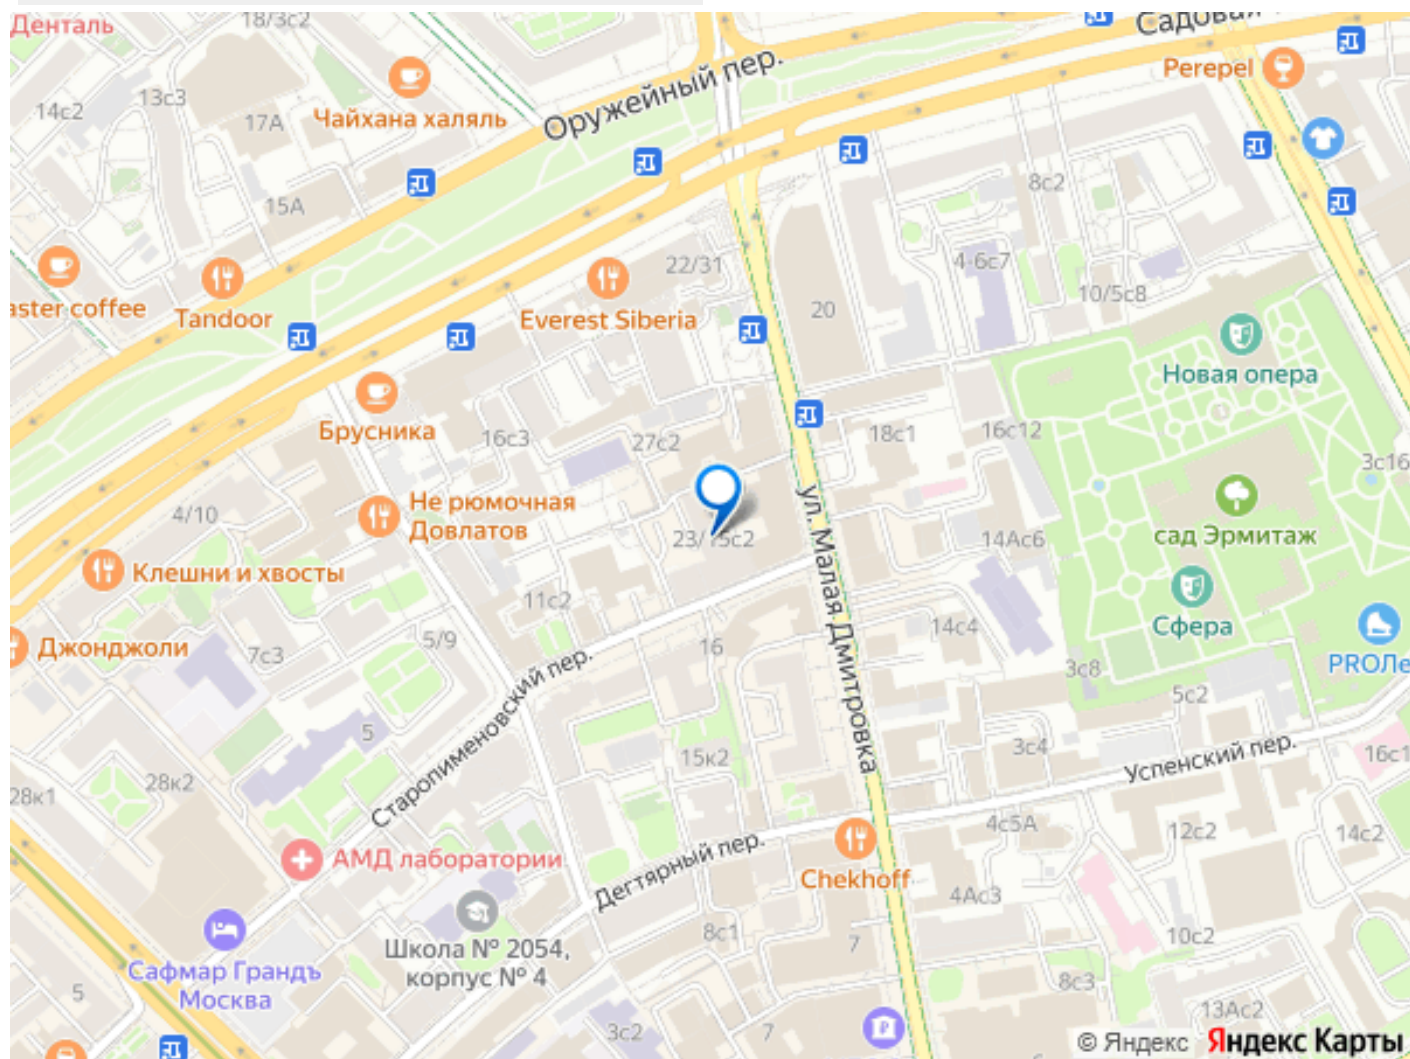 Денталь
18/3с2
Садовая
Perepel
13с3
14с2
17А
Чайхана халяль
Оружейный пер.
8с2
15А
4-6с7
22/31
10/5с8
aster coffee
Tandoor
Everest Siberia
20
Новая опера
Брусника
16с3
27с2
18с1
16с12
3с16
Не рюмочная
Довлатов
4/10
23/15с2
ул. Малая Дмитровка
14Ас6
сад Эрмитаж
Клешни и хвосты
11с2
Джонджоли
5/9
7с3
16
14с4
Сфера
3с8
PROЛе
5с2
Старопименовский пер.
5
15к2
3с4
Успенский пер.
16с1
28к2
28к1
4с5А
12с2
14с2
АМД лаборатории
Дегтярный пер.
Chekhoff
4Ас3
8с1
7
10с2
Школа № 2054,
корпус № 4
Сафмар Грандъ
Москва
5
8с3
13Ас2
3с2
7
© Яндекс Яндекс Карты